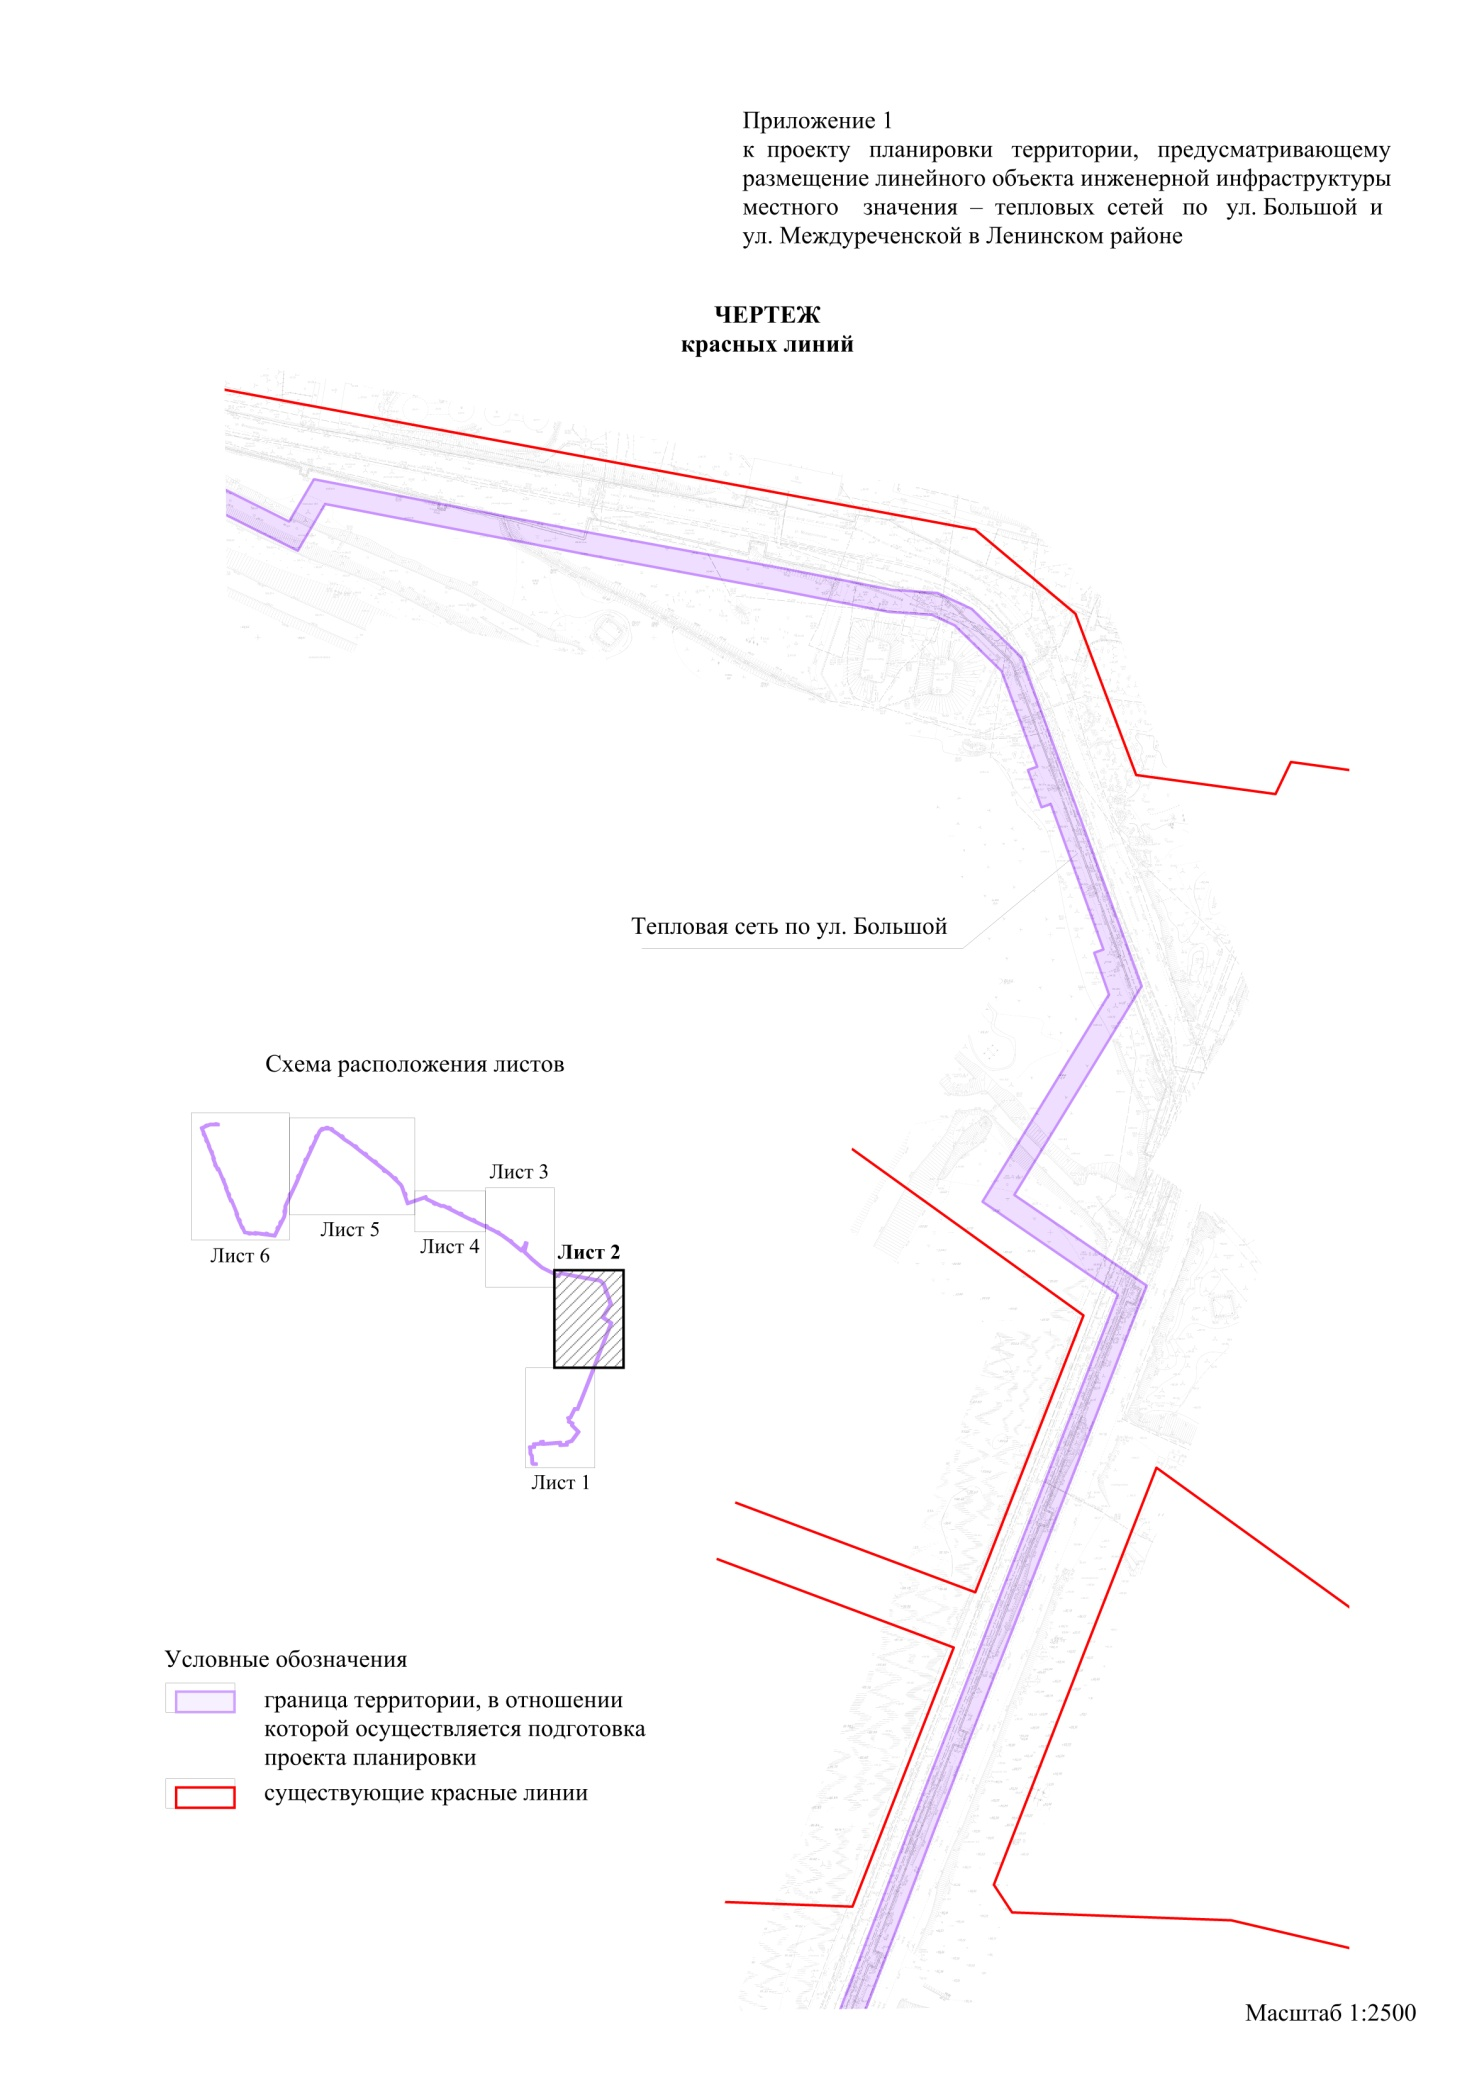 Приложение 1
к проекту планировки территории, предусматривающему
размещение линейного объекта инженерной инфраструктуры
местного значения – тепловых сетей по ул. Большой и
ул. Междуреченской в Ленинском районе
ЧЕРТЕЖ
красных линий
Тепловая сеть по ул. Большой
Схема расположения листов
Лист 3
Лист 5
Лист 4
Лист 2
Лист 6
Лист 1
Условные обозначения
граница территории, в отношении
которой осуществляется подготовка
проекта планировки
существующие красные линии
Масштаб 1:2500